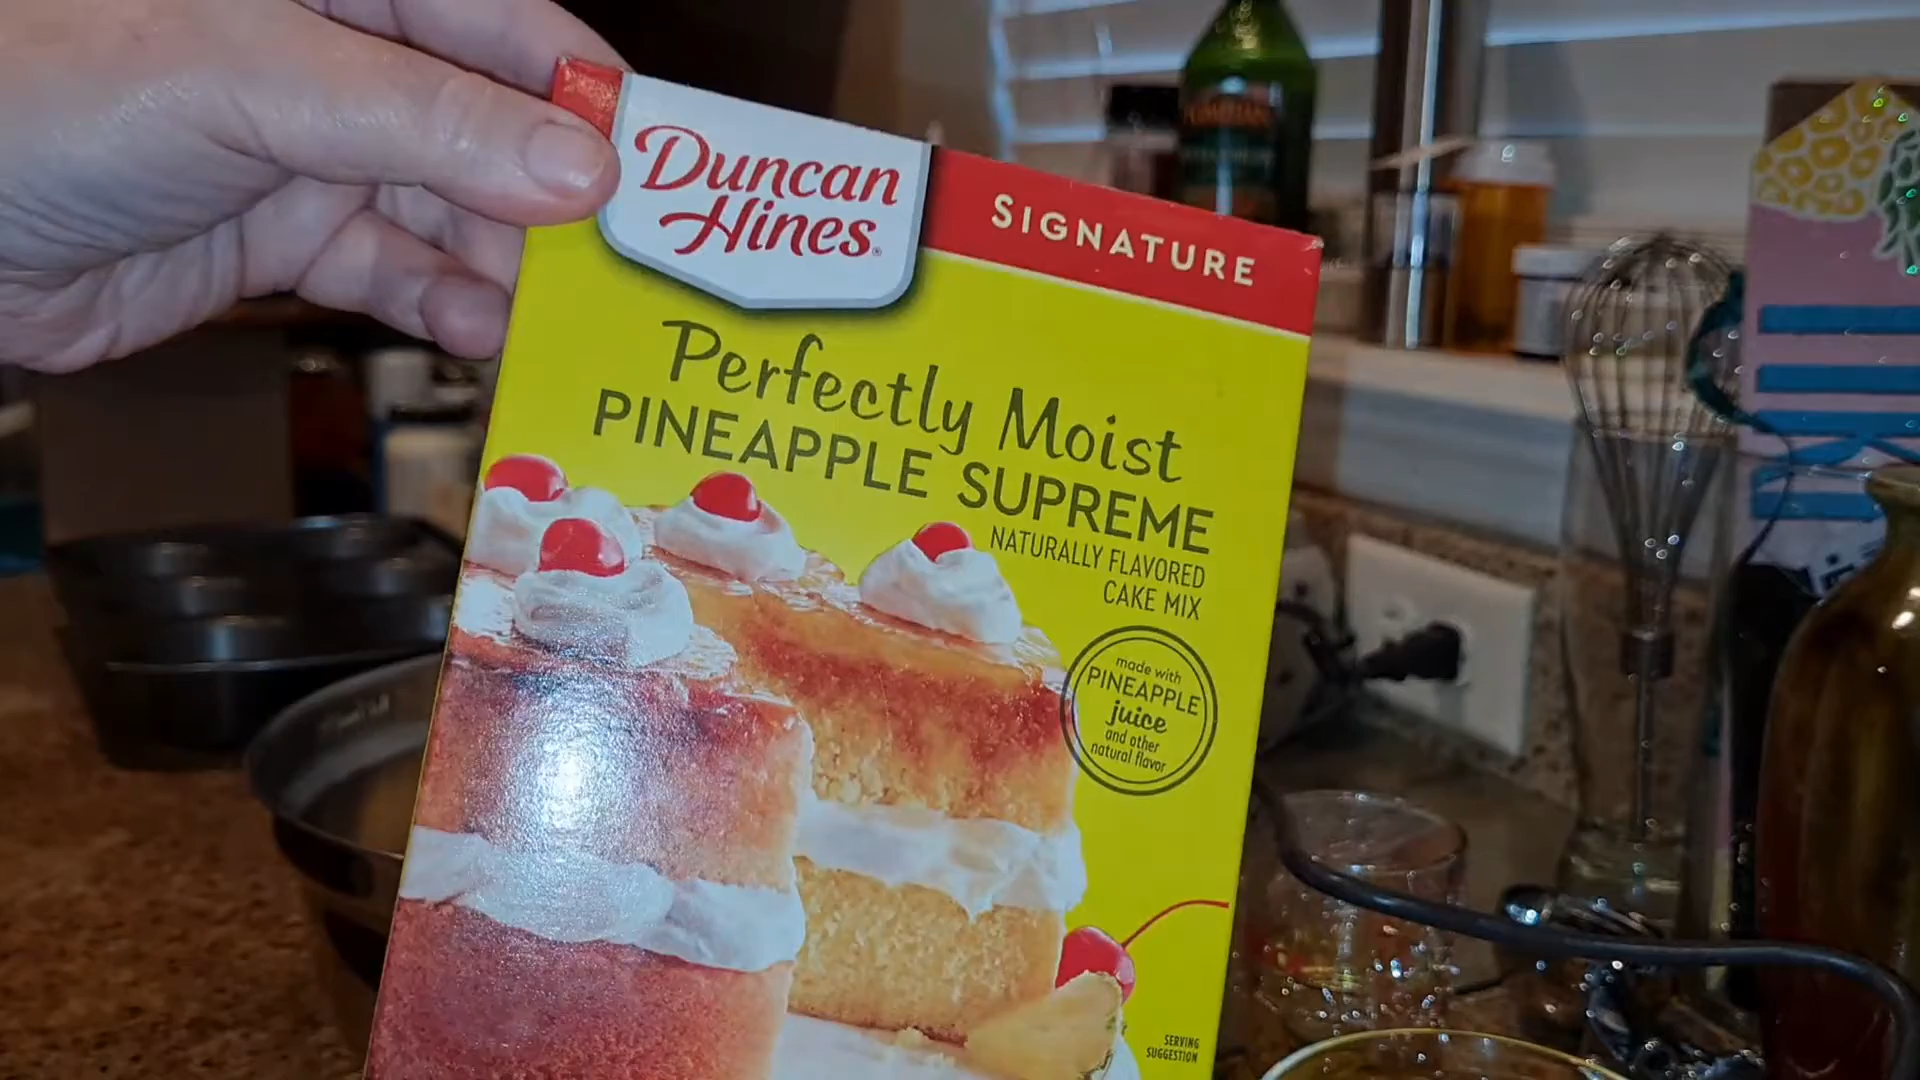 Duncan
Hines®
SIGNATURE
Perfectly Moist
PINEAPPLE SUPREME
NATURALLY FLAVORED
CAKE MIX
made with
PINEAPPLE
juice
and other
natural flavor
SERVING
SUGGESTION